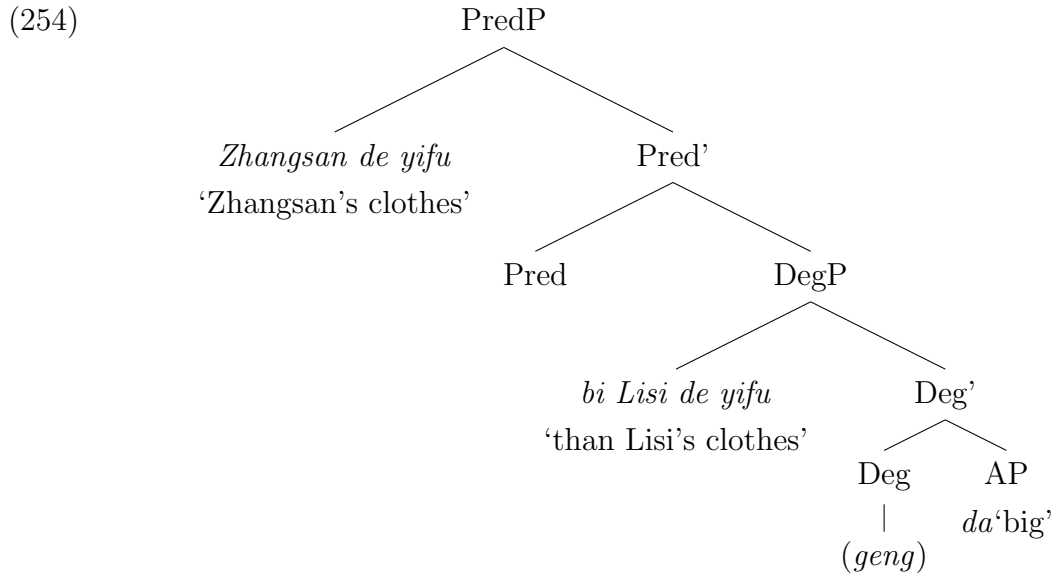 (254)
PredP
Zhangsan de yifu
‘Zhangsan’s clothes’
Pred’
Pred
DegP
bi Lisi de yifu
‘than Lisi’s clothes’
Deg’
Deg
AP
(geng)
da‘big’